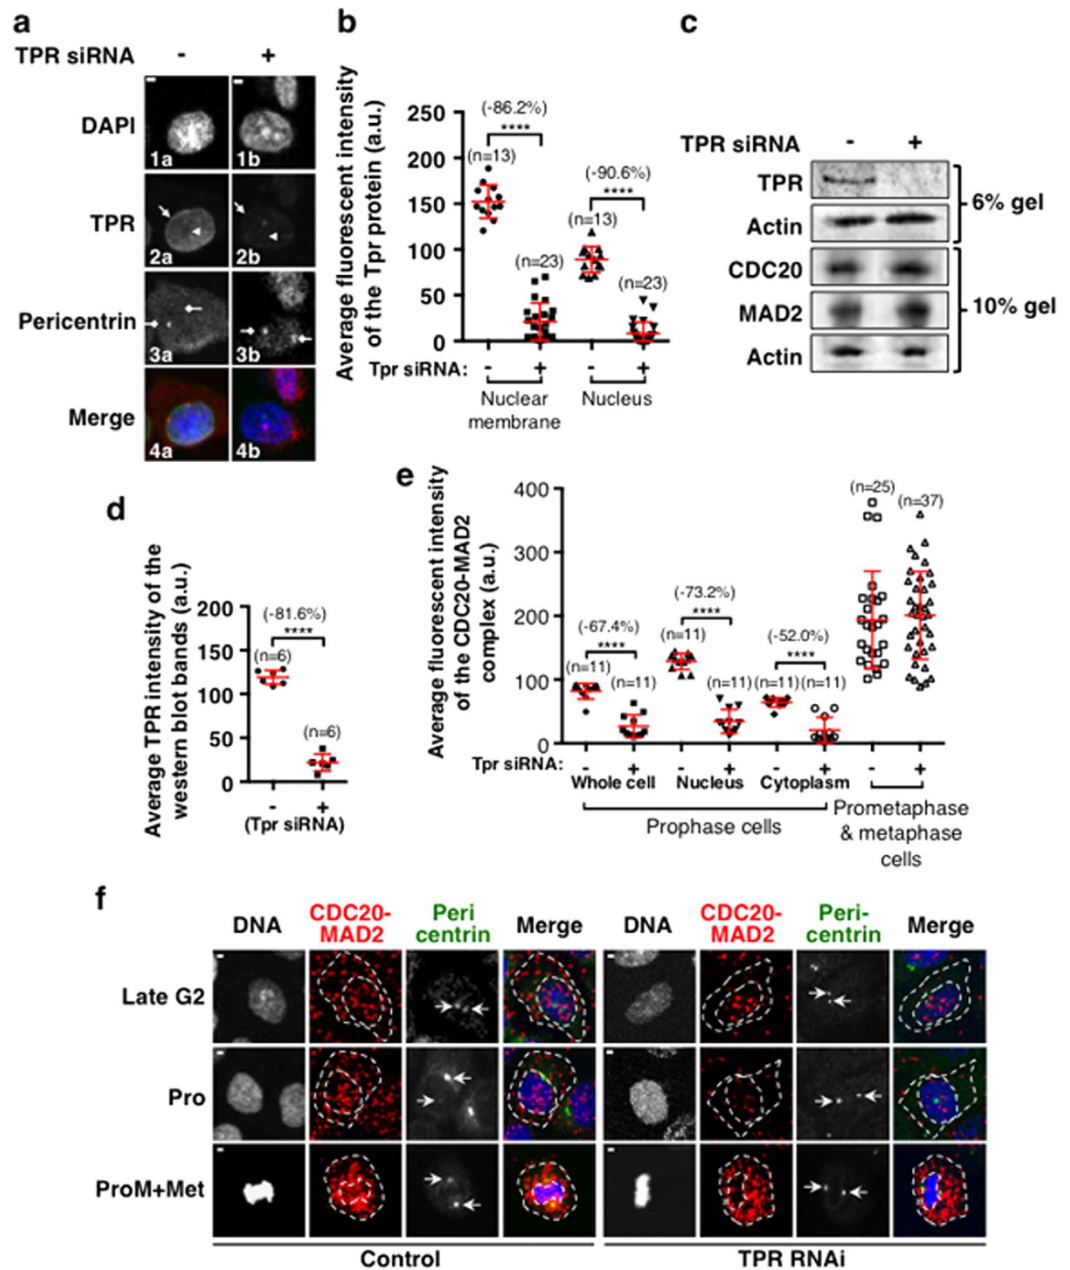 a
TPR siRNA - +
DAPI
1a 1b
TPR
2a 2b
Pericentrin
3a 3b
Merge
4a 4b
b
Average fluorescent intensity
of the Tpr protein (a.u.)
250
200
150
100
50
0
(-86.2%)
****
(n=13)
(n=23)
(-90.6%)
****
(n=13)
(n=23)
Tpr siRNA: - + - +
Nuclear
membrane
Nucleus
c
TPR siRNA - +
TPR
Actin
6% gel
CDC20
MAD2
Actin
10% gel
d
Average TPR intensity of the
western blot bands (a.u.)
200
150
100
50
0
(-81.6%)
****
(n=6)
(n=6)
- +
(Tpr siRNA)
e
Average fluorescent intensity
of the CDC20-MAD2
complex (a.u.)
400
300
200
100
0
(-67.4%)
****
(n=11)
(n=11)
(-73.2%)
****
(n=11)
(n=11)
(-52.0%)
****
(n=11)
(n=11)
(n=25)
(n=37)
Tpr siRNA: - + - + - + - +
Whole cell Nucleus Cytoplasm
Prophase cells
Prometaphase
& metaphase
cells
f
DNA
CDC20-
MAD2
Peri
centrin
Merge
DNA
CDC20-
MAD2
Peri-
centrin
Merge
Late G2
Pro
ProM+Met
Control
TPR RNAi